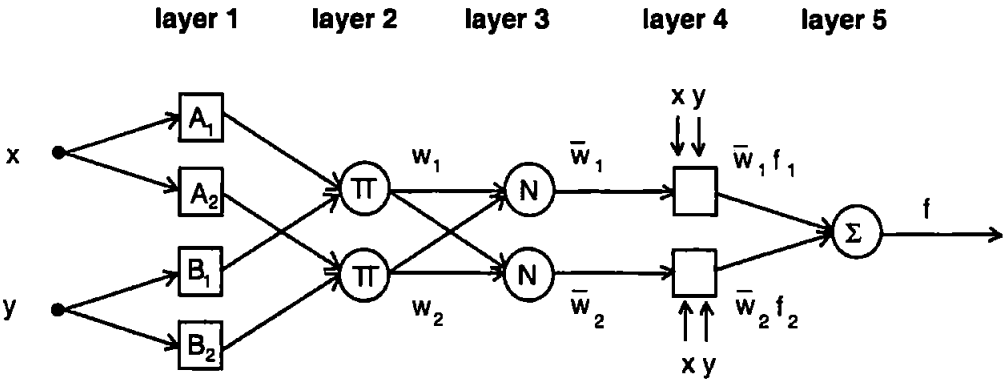 layer 1 layer 2 layer 3 layer 4 layer 5
x y
A₁
x
w₁ w̅₁ w̅₁ f₁
A₂
Π N
f
Σ
B₁
Π N
y
w₂ w̅₂ w̅₂ f₂
B₂
x y